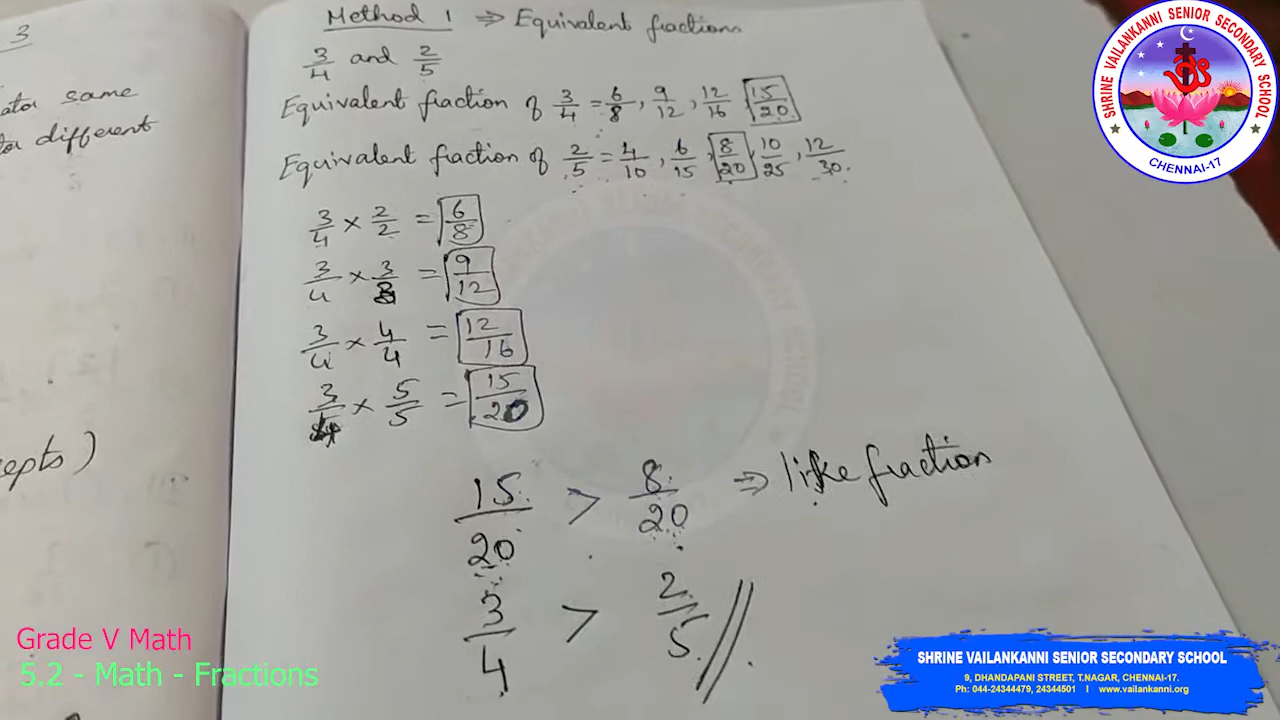 3
Method 1 ⇒ Equivalent fractions
3/4 and 2/5
same
different
Equivalent fraction of 3/4 = 6/8, 9/12, 12/16 15/20
Equivalent fraction of 2/5 = 4/10, 6/15, 8/20, 10/25, 12/30
3/4 × 2/2 = 6/8
3/4 × 3/3 = 9/12
3/4 × 4/4 = 12/16
3/4 × 5/5 = 15/20
epts)
15/20 > 8/20 ⇒ like fraction
3/4 > 2/5
SHRINE VAILANKANNI SENIOR SECONDARY SCHOOL
CHENNAI-17
Grade V Math
5.2 - Math - Fractions
SHRINE VAILANKANNI SENIOR SECONDARY SCHOOL
9, DHANDAPANI STREET, T.NAGAR, CHENNAI-17.
Ph: 044-24344479, 24344501 I www.vailankanni.org